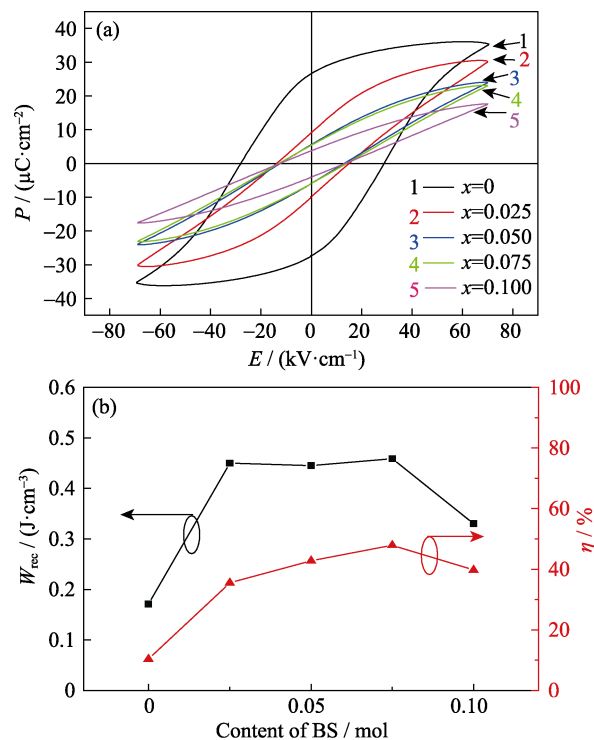 (a)
40
30
20
10
0
−10
−20
−30
−40
P / (μC·cm−2)
1
2
3
4
5
1 x=0
2 x=0.025
3 x=0.050
4 x=0.075
5 x=0.100
−80 −60 −40 −20 0 20 40 60 80
E / (kV·cm−1)
(b)
0.6
0.5
0.4
0.3
0.2
0.1
0
Wrec / (J·cm−3)
100
80
60
40
20
0
η / %
0 0.05 0.10
Content of BS / mol